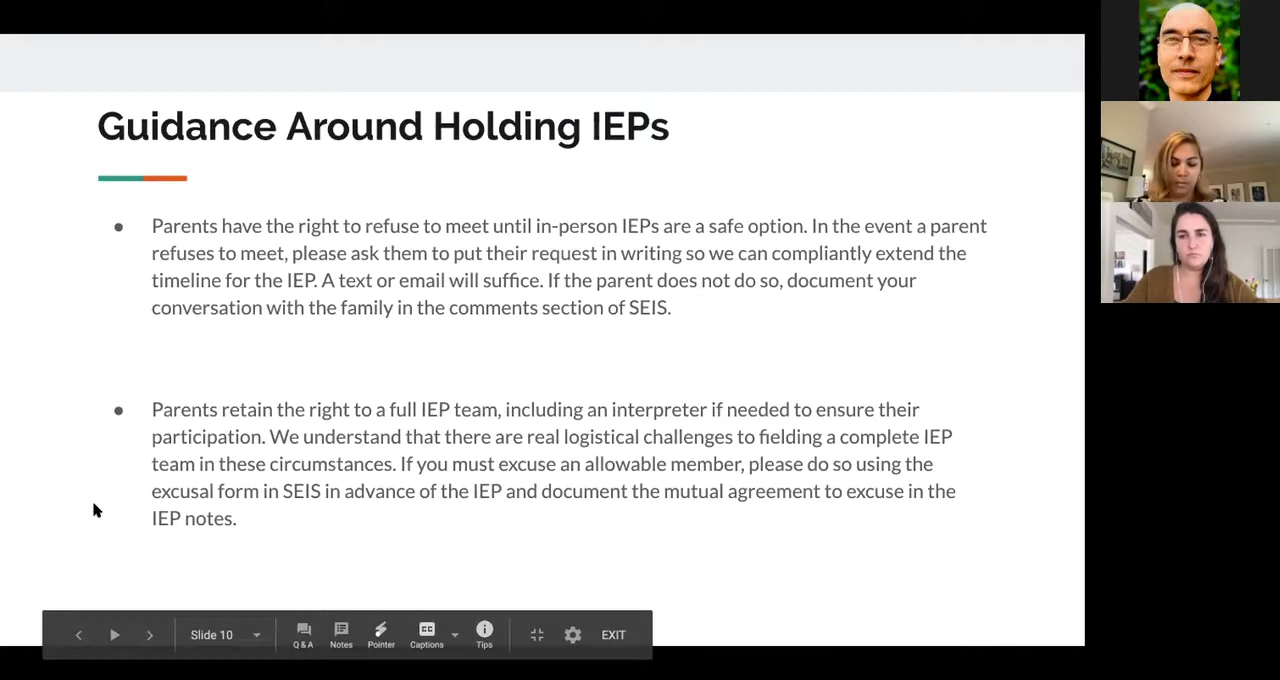 Guidance Around Holding IEPs
● Parents have the right to refuse to meet until in-person IEPs are a safe option. In the event a parent
refuses to meet, please ask them to put their request in writing so we can compliantly extend the
timeline for the IEP. A text or email will suffice. If the parent does not do so, document your
conversation with the family in the comments section of SEIS.
● Parents retain the right to a full IEP team, including an interpreter if needed to ensure their
participation. We understand that there are real logistical challenges to fielding a complete IEP
team in these circumstances. If you must excuse an allowable member, please do so using the
excusal form in SEIS in advance of the IEP and document the mutual agreement to excuse in the
IEP notes.
Slide 10
Q & A
Notes
Pointer
CC
Captions
Tips
EXIT